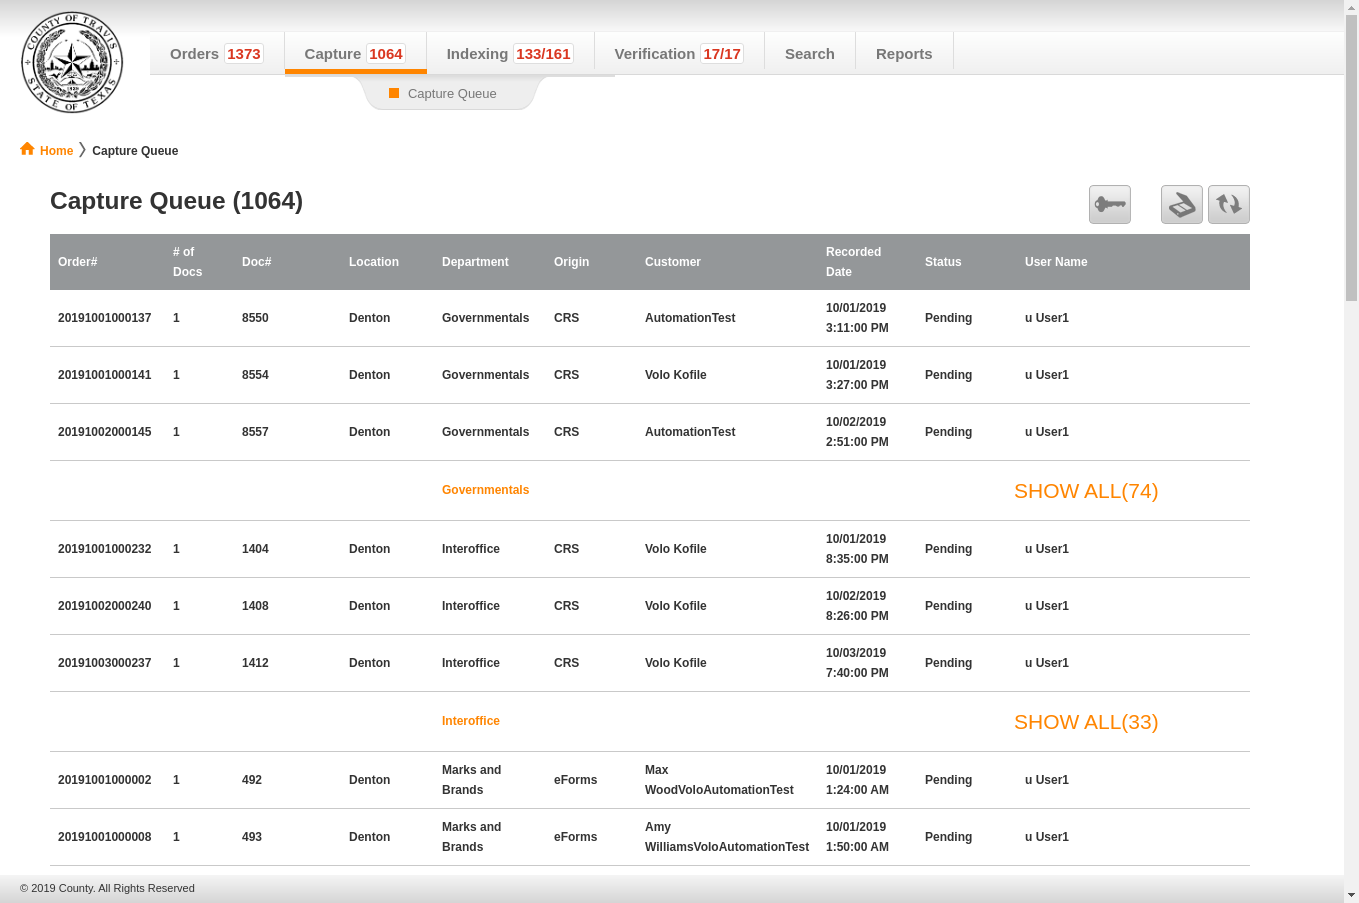 COUNTY OF TRAVIS
STATE OF TEXAS
Orders 1373 Capture 1064 Indexing 133/161 Verification 17/17 Search Reports
Capture Queue
Home Capture Queue
Capture Queue (1064)
Order# # of Docs Doc# Location Department Origin Customer Recorded Date Status User Name
20191001000137 1 8550 Denton Governmentals CRS AutomationTest 10/01/2019 3:11:00 PM Pending u User1
20191001000141 1 8554 Denton Governmentals CRS Volo Kofile 10/01/2019 3:27:00 PM Pending u User1
20191002000145 1 8557 Denton Governmentals CRS AutomationTest 10/02/2019 2:51:00 PM Pending u User1
Governmentals SHOW ALL(74)
20191001000232 1 1404 Denton Interoffice CRS Volo Kofile 10/01/2019 8:35:00 PM Pending u User1
20191002000240 1 1408 Denton Interoffice CRS Volo Kofile 10/02/2019 8:26:00 PM Pending u User1
20191003000237 1 1412 Denton Interoffice CRS Volo Kofile 10/03/2019 7:40:00 PM Pending u User1
Interoffice SHOW ALL(33)
20191001000002 1 492 Denton Marks and Brands eForms Max WoodVoloAutomationTest 10/01/2019 1:24:00 AM Pending u User1
20191001000008 1 493 Denton Marks and Brands eForms Amy WilliamsVoloAutomationTest 10/01/2019 1:50:00 AM Pending u User1
© 2019 County. All Rights Reserved